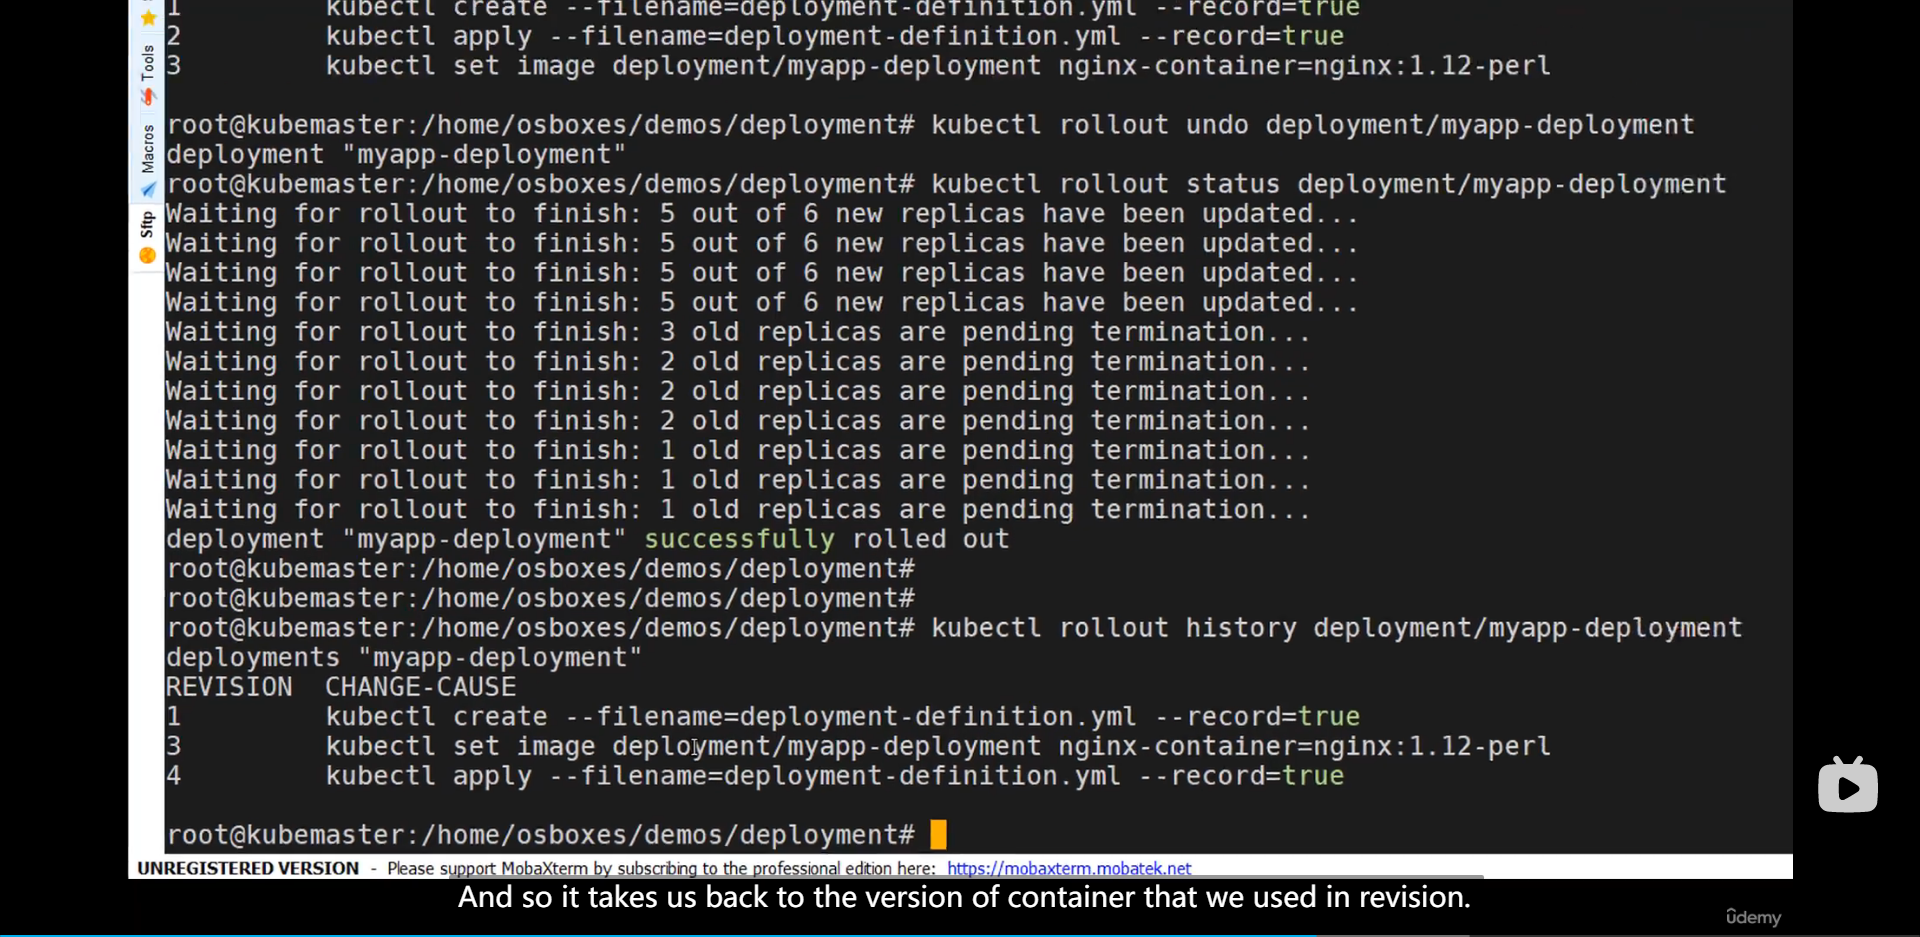 1 kubectl create --filename=deployment-definition.yml --record=true
2 kubectl apply --filename=deployment-definition.yml --record=true
3 kubectl set image deployment/myapp-deployment nginx-container=nginx:1.12-perl
Tools
Macros
Sftp
root@kubemaster:/home/osboxes/demos/deployment# kubectl rollout undo deployment/myapp-deployment
deployment "myapp-deployment"
root@kubemaster:/home/osboxes/demos/deployment# kubectl rollout status deployment/myapp-deployment
Waiting for rollout to finish: 5 out of 6 new replicas have been updated...
Waiting for rollout to finish: 5 out of 6 new replicas have been updated...
Waiting for rollout to finish: 5 out of 6 new replicas have been updated...
Waiting for rollout to finish: 5 out of 6 new replicas have been updated...
Waiting for rollout to finish: 3 old replicas are pending termination...
Waiting for rollout to finish: 2 old replicas are pending termination...
Waiting for rollout to finish: 2 old replicas are pending termination...
Waiting for rollout to finish: 2 old replicas are pending termination...
Waiting for rollout to finish: 1 old replicas are pending termination...
Waiting for rollout to finish: 1 old replicas are pending termination...
Waiting for rollout to finish: 1 old replicas are pending termination...
deployment "myapp-deployment" successfully rolled out
root@kubemaster:/home/osboxes/demos/deployment#
root@kubemaster:/home/osboxes/demos/deployment#
root@kubemaster:/home/osboxes/demos/deployment# kubectl rollout history deployment/myapp-deployment
deployments "myapp-deployment"
REVISION CHANGE-CAUSE
1 kubectl create --filename=deployment-definition.yml --record=true
3 kubectl set image deployment/myapp-deployment nginx-container=nginx:1.12-perl
4 kubectl apply --filename=deployment-definition.yml --record=true
root@kubemaster:/home/osboxes/demos/deployment#
UNREGISTERED VERSION - Please support MobaXterm by subscribing to the professional edition here: https://mobaxterm.mobatek.net
And so it takes us back to the version of container that we used in revision.
ûdemy